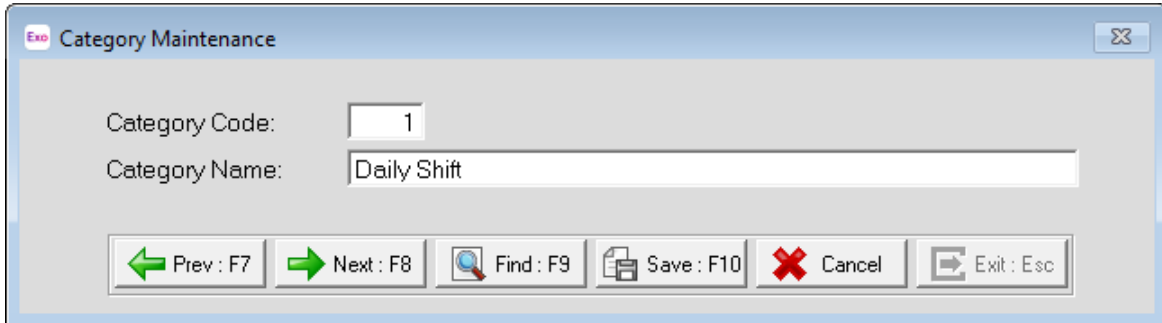 Exo Category Maintenance
Category Code: 1
Category Name: Daily Shift
Prev : F7 Next : F8 Find : F9 Save : F10 Cancel Exit : Esc